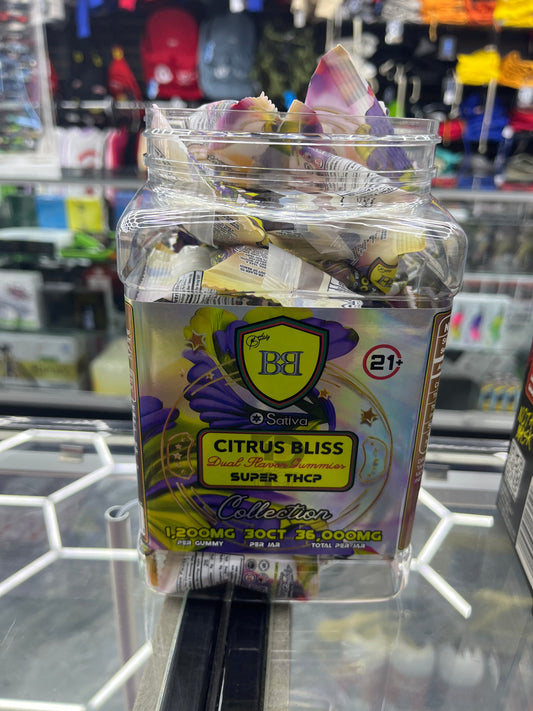 BB
21+
Sativa
CITRUS BLISS
Dual Flavor Gummies
SUPER THCP
Collection
1,200MG 30CT 36,000MG
PER GUMMY PER JAR TOTAL PER JAR